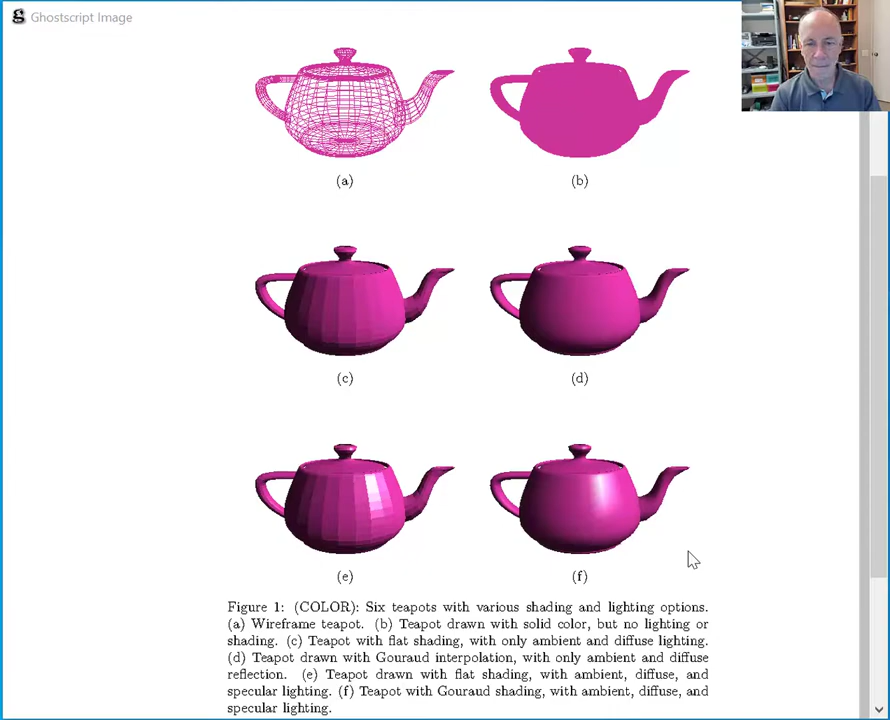 Ghostscript Image
(a)
(b)
(c)
(d)
(e)
(f)
Figure 1: (COLOR): Six teapots with various shading and lighting options.
(a) Wireframe teapot. (b) Teapot drawn with solid color, but no lighting or
shading. (c) Teapot with flat shading, with only ambient and diffuse lighting.
(d) Teapot drawn with Gouraud interpolation, with only ambient and diffuse
reflection. (e) Teapot drawn with flat shading, with ambient, diffuse, and
specular lighting. (f) Teapot with Gouraud shading, with ambient, diffuse, and
specular lighting.